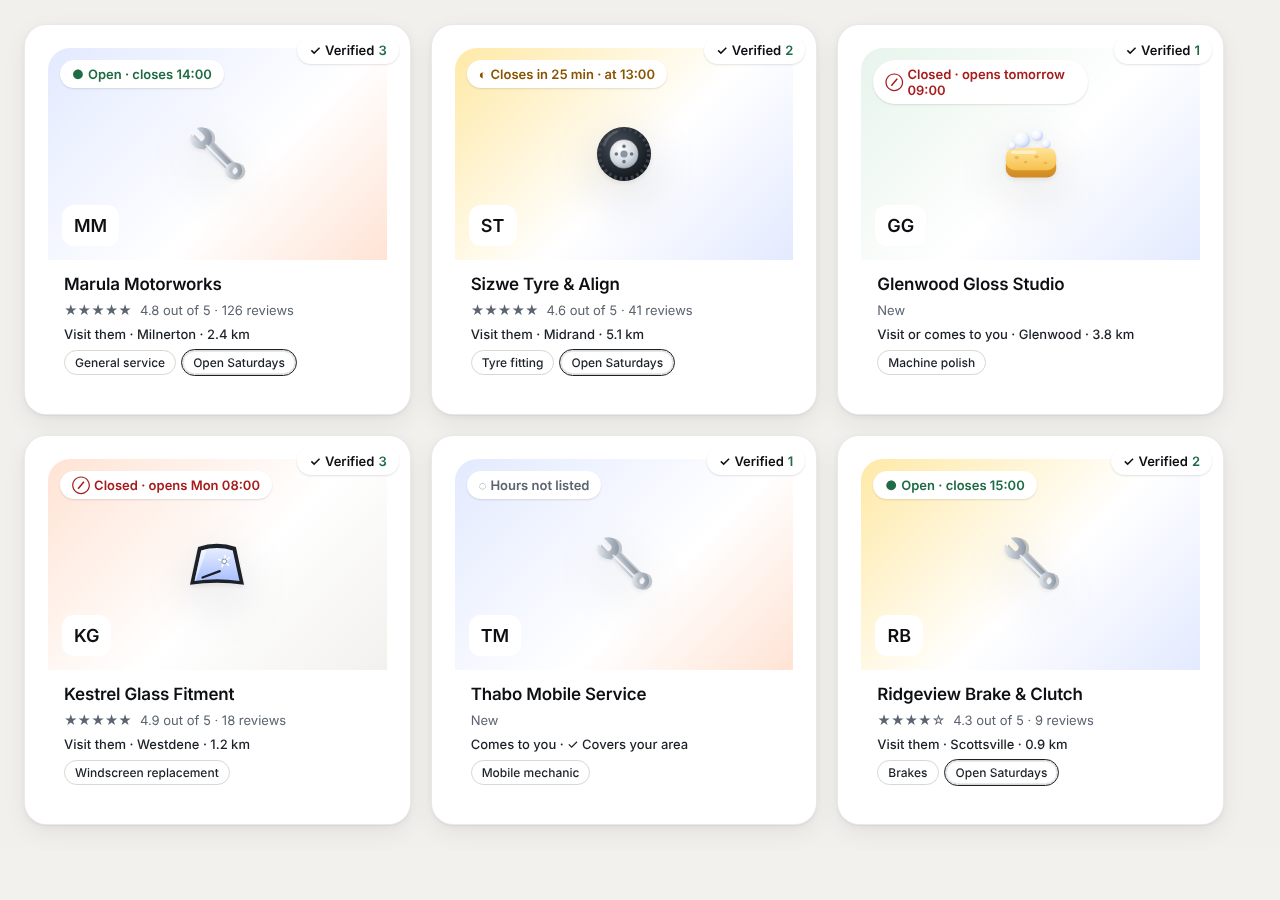 ✓ Verified 3
● Open · closes 14:00
MM
Marula Motorworks
★★★★★ 4.8 out of 5 · 126 reviews
Visit them · Milnerton · 2.4 km
General service
Open Saturdays
✓ Verified 2
◖ Closes in 25 min · at 13:00
ST
Sizwe Tyre & Align
★★★★★ 4.6 out of 5 · 41 reviews
Visit them · Midrand · 5.1 km
Tyre fitting
Open Saturdays
✓ Verified 1
Closed · opens tomorrow
09:00
GG
Glenwood Gloss Studio
New
Visit or comes to you · Glenwood · 3.8 km
Machine polish
✓ Verified 3
Closed · opens Mon 08:00
KG
Kestrel Glass Fitment
★★★★★ 4.9 out of 5 · 18 reviews
Visit them · Westdene · 1.2 km
Windscreen replacement
✓ Verified 1
◌ Hours not listed
TM
Thabo Mobile Service
New
Comes to you · ✓ Covers your area
Mobile mechanic
✓ Verified 2
● Open · closes 15:00
RB
Ridgeview Brake & Clutch
★★★★☆ 4.3 out of 5 · 9 reviews
Visit them · Scottsville · 0.9 km
Brakes
Open Saturdays